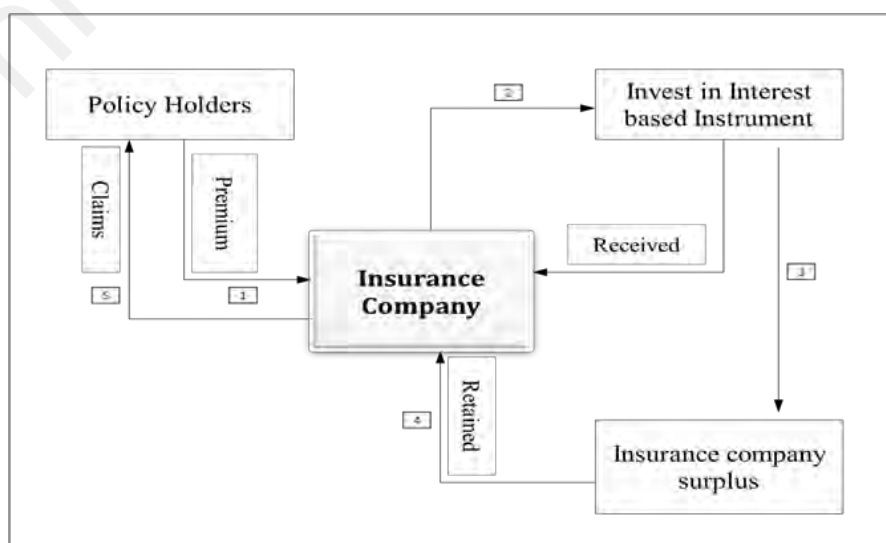 Policy Holders
Invest in Interest
based Instrument
2
Claims
Premium
Received
Insurance
Company
3
5
1
Retained
4
Insurance company
surplus